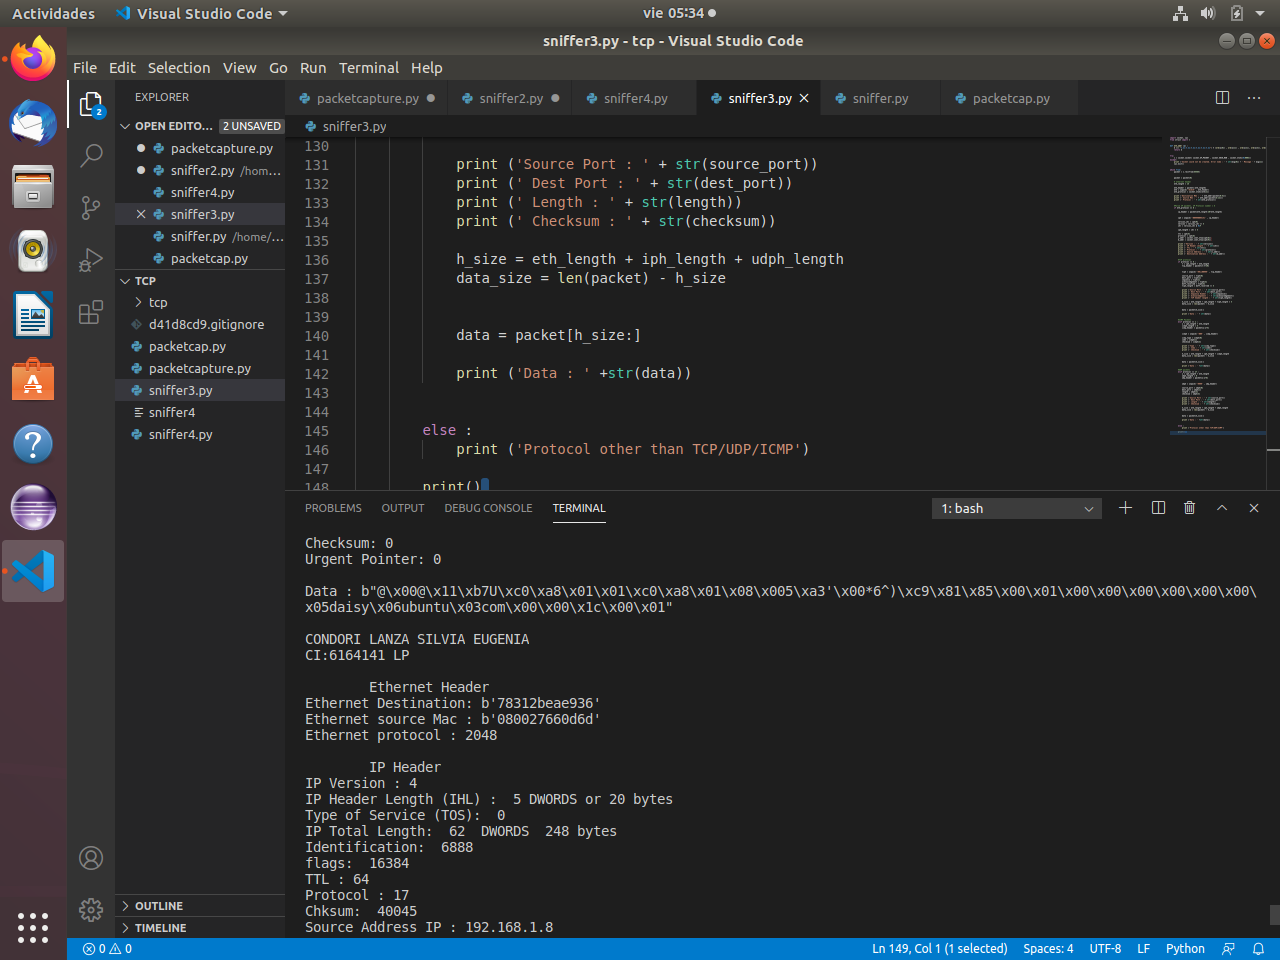 Actividades
Visual Studio Code
vie 05:34
sniffer3.py - tcp - Visual Studio Code
File Edit Selection View Go Run Terminal Help
2
EXPLORER
OPEN EDITO... 2 UNSAVED
packetcapture.py
sniffer2.py /hom...
sniffer4.py
sniffer3.py
sniffer.py /home/...
packetcap.py
TCP
tcp
d41d8cd9.gitignore
packetcap.py
packetcapture.py
sniffer3.py
sniffer4
sniffer4.py
OUTLINE
TIMELINE
packetcapture.py sniffer2.py sniffer4.py sniffer3.py sniffer.py packetcap.py
sniffer3.py
130
131 print ('Source Port : ' + str(source_port))
132 print (' Dest Port : ' + str(dest_port))
133 print (' Length : ' + str(length))
134 print (' Checksum : ' + str(checksum))
135
136 h_size = eth_length + iph_length + udph_length
137 data_size = len(packet) - h_size
138
139
140 data = packet[h_size:]
141
142 print ('Data : ' +str(data))
143
144
145 else :
146 print ('Protocol other than TCP/UDP/ICMP')
147
148 print()
PROBLEMS OUTPUT DEBUG CONSOLE TERMINAL
1: bash
Checksum: 0
Urgent Pointer: 0
Data : b"@\x00@\x11\xb7U\xc0\xa8\x01\x01\xc0\xa8\x01\x08\x005\xa3'\x00*6^)\xc9\x81\x85\x00\x01\x00\x00\x00\x00\x00\x00\
x05daisy\x06ubuntu\x03com\x00\x00\x1c\x00\x01"
CONDORI LANZA SILVIA EUGENIA
CI:6164141 LP
Ethernet Header
Ethernet Destination: b'78312beae936'
Ethernet source Mac : b'080027660d6d'
Ethernet protocol : 2048
IP Header
IP Version : 4
IP Header Length (IHL) :  5 DWORDS or 20 bytes
Type of Service (TOS):  0
IP Total Length:  62  DWORDS  248 bytes
Identification:  6888
flags:  16384
TTL : 64
Protocol : 17
Chksum:  40045
Source Address IP : 192.168.1.8
0 0
Ln 149, Col 1 (1 selected) Spaces: 4 UTF-8 LF Python